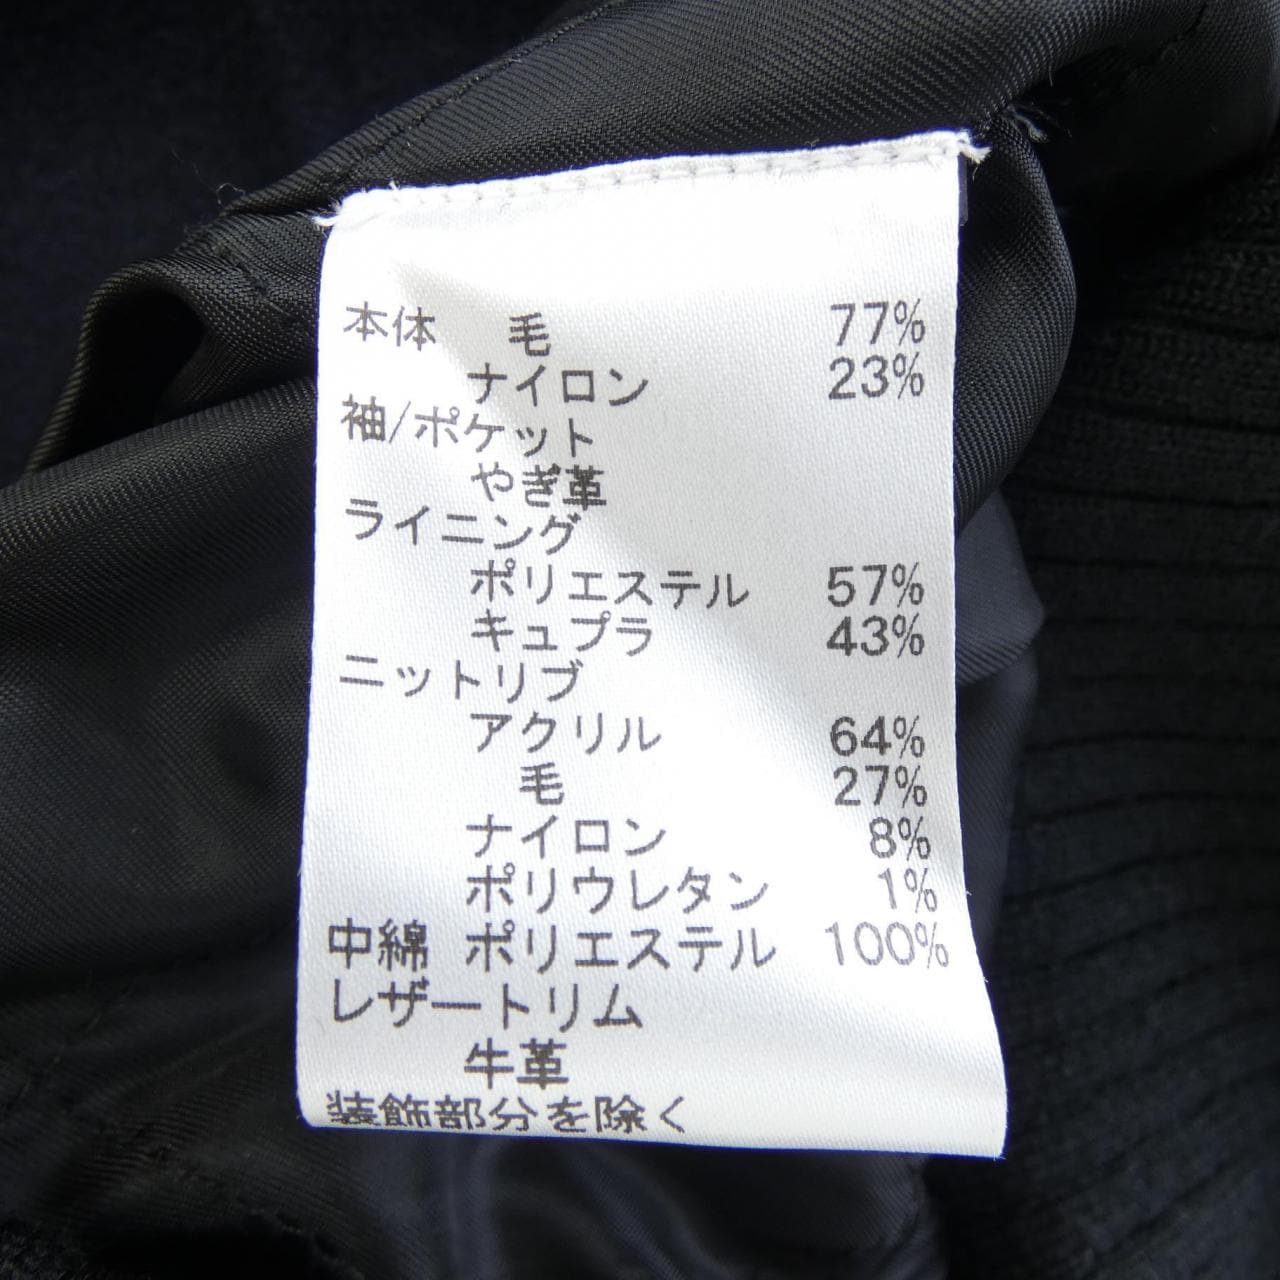 本体 毛 77%
ナイロン 23%
袖/ポケット
やぎ革
ライニング
ポリエステル 57%
キュプラ 43%
ニットリブ
アクリル 64%
毛 27%
ナイロン 8%
ポリウレタン 1%
中綿 ポリエステル 100%
レザートリム
牛革
装飾部分を除く